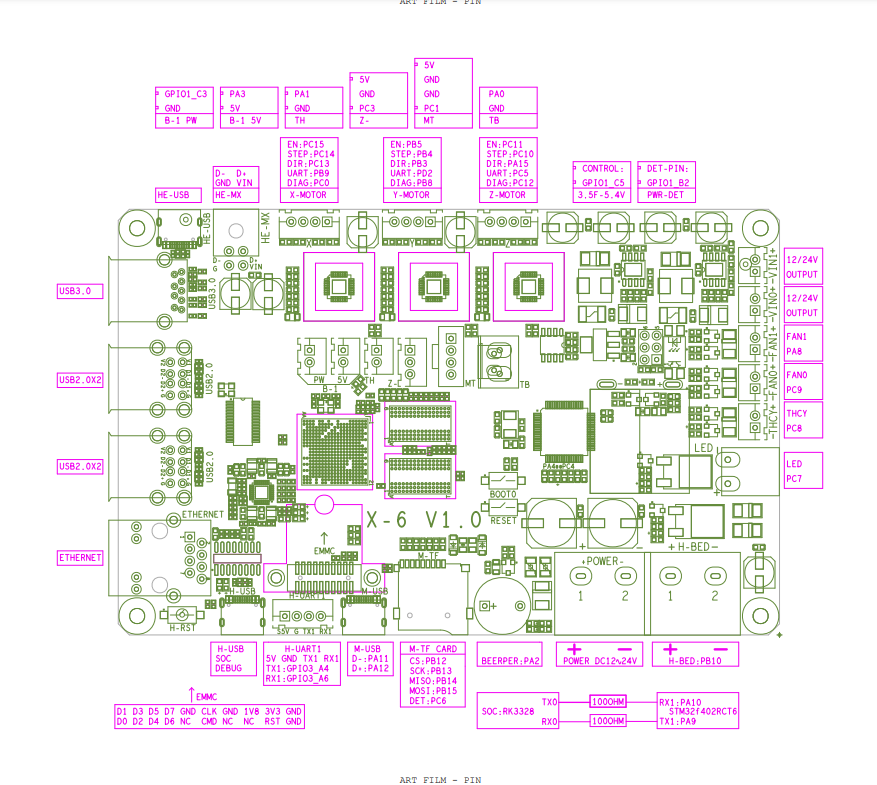 ART FILM - PIN
5V
GND
GND
PC1
MT
5V
GND
PC3
Z-
GPIO1_C3
GND
B-1 PW
PA3
5V
B-1 5V
PA1
GND
TH
PA0
GND
TB
EN:PC15
STEP:PC14
DIR:PC13
UART:PB9
DIAG:PC0
X-MOTOR
EN:PB5
STEP:PB4
DIR:PB3
UART:PD2
DIAG:PB8
Y-MOTOR
EN:PC11
STEP:PC10
DIR:PA15
UART:PC5
DIAG:PC12
Z-MOTOR
CONTROL:
GPIO1_C5
3.5F-5.4V
DET-PIN:
GPIO1_B2
PWR-DET
D- D+
GND VIN
HE-MX
HE-USB
HE-USB
HE-MX
D- D+
G VIN
X
Y
Z
VIN1+
12/24V
OUTPUT
USB3.0
USB3.0
-VIN0+
12/24V
OUTPUT
-FAN1+
FAN1
PA8
USB2.0X2
USB2.0
PW 5V TH
B-1
Z-
MT
TB
-FAN0+
FAN0
PC9
-THCY+
THCY
PC8
USB2.0X2
USB2.0
PA4
PC4
LED
LED
PC7
BOOT0
RESET
ETHERNET
ETHERNET
X-6 V1.0
EMMC
M-TF
+POWER-
+ H-BED-
1 2
1 2
H-USB
H-UART1
M-USB
H-RST
5V G TX1 RX1
H-USB
SOC
DEBUG
H-UART1
5V GND TX1 RX1
TX1:GPIO3_A4
RX1:GPIO3_A6
M-USB
D-:PA11
D+:PA12
M-TF CARD
CS:PB12
SCK:PB13
MISO:PB14
MOSI:PB15
DET:PC6
BEERPER:PA2
+ -
POWER DC12~24V
+ -
H-BED:PB10
EMMC
D1 D3 D5 D7 GND CLK GND 1V8 3V3 GND
D0 D2 D4 D6 NC CMD NC NC RST GND
SOC:RK3328
TX0
RX0
100OHM
100OHM
RX1:PA10
STM32f402RCT6
TX1:PA9
ART FILM - PIN